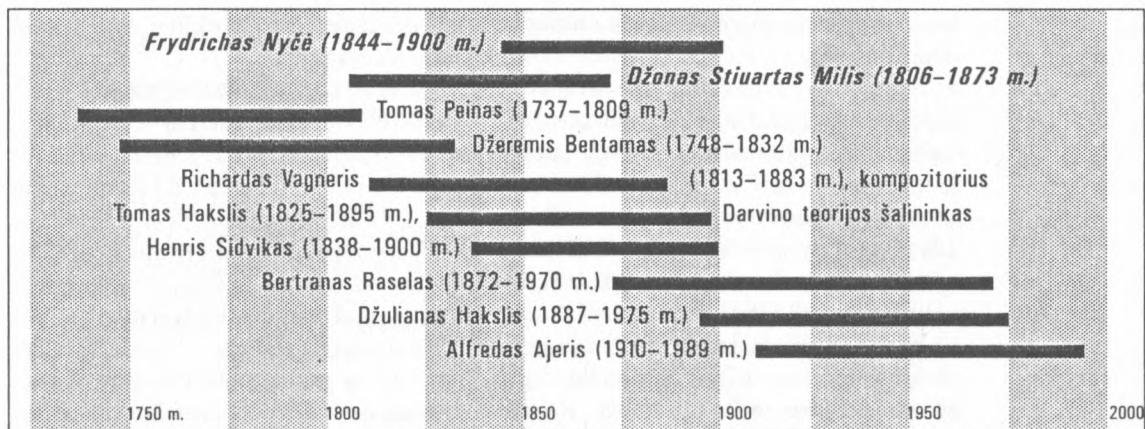 Frydrichas Nyčė (1844–1900 m.)
Džonas Stiuartas Milis (1806–1873 m.)
Tomas Peinas (1737–1809 m.)
Džeremis Bentamas (1748–1832 m.)
Richardas Vagneris (1813–1883 m.), kompozitorius
Tomas Hakslis (1825–1895 m.), Darvino teorijos šalininkas
Henris Sidvikas (1838–1900 m.)
Bertranas Raselas (1872–1970 m.)
Džulianas Hakslis (1887–1975 m.)
Alfredas Ajeris (1910–1989 m.)
1750 m. 1800 1850 1900 1950 2000